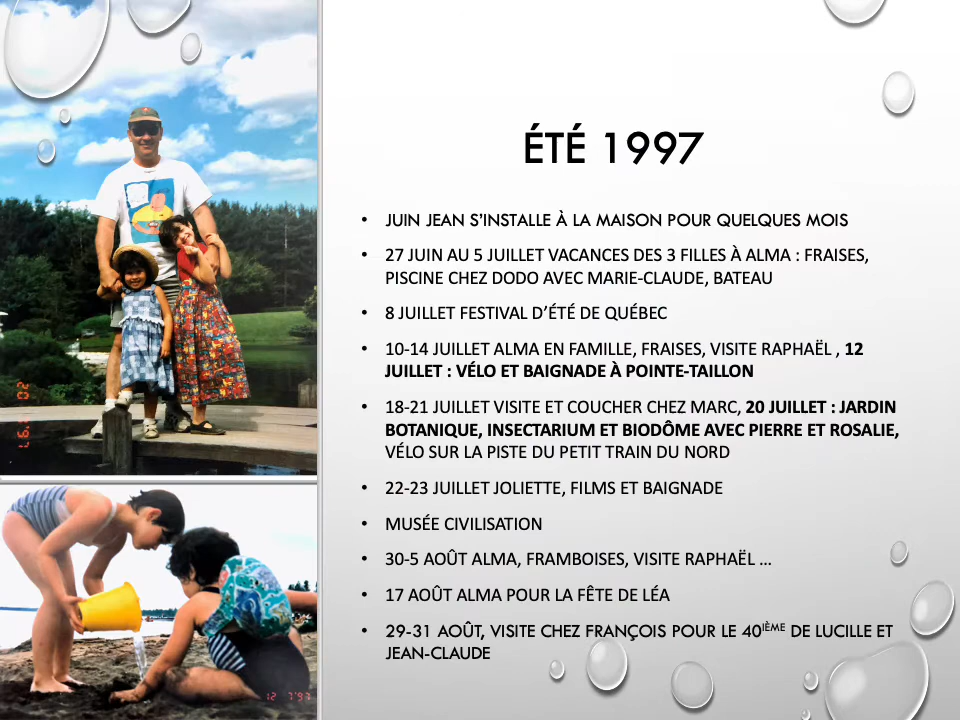 ÉTÉ 1997
• JUIN JEAN S'INSTALLE À LA MAISON POUR QUELQUES MOIS
• 27 JUIN AU 5 JUILLET VACANCES DES 3 FILLES À ALMA : FRAISES,
PISCINE CHEZ DODO AVEC MARIE-CLAUDE, BATEAU
• 8 JUILLET FESTIVAL D'ÉTÉ DE QUÉBEC
• 10-14 JUILLET ALMA EN FAMILLE, FRAISES, VISITE RAPHAËL , 12
JUILLET : VÉLO ET BAIGNADE À POINTE-TAILLON
• 18-21 JUILLET VISITE ET COUCHER CHEZ MARC, 20 JUILLET : JARDIN
BOTANIQUE, INSECTARIUM ET BIODÔME AVEC PIERRE ET ROSALIE,
VÉLO SUR LA PISTE DU PETIT TRAIN DU NORD
• 22-23 JUILLET JOLIETTE, FILMS ET BAIGNADE
• MUSÉE CIVILISATION
• 30-5 AOÛT ALMA, FRAMBOISES, VISITE RAPHAËL …
• 17 AOÛT ALMA POUR LA FÊTE DE LÉA
• 29-31 AOÛT, VISITE CHEZ FRANÇOIS POUR LE 40IÈME DE LUCILLE ET
JEAN-CLAUDE
12 7'97